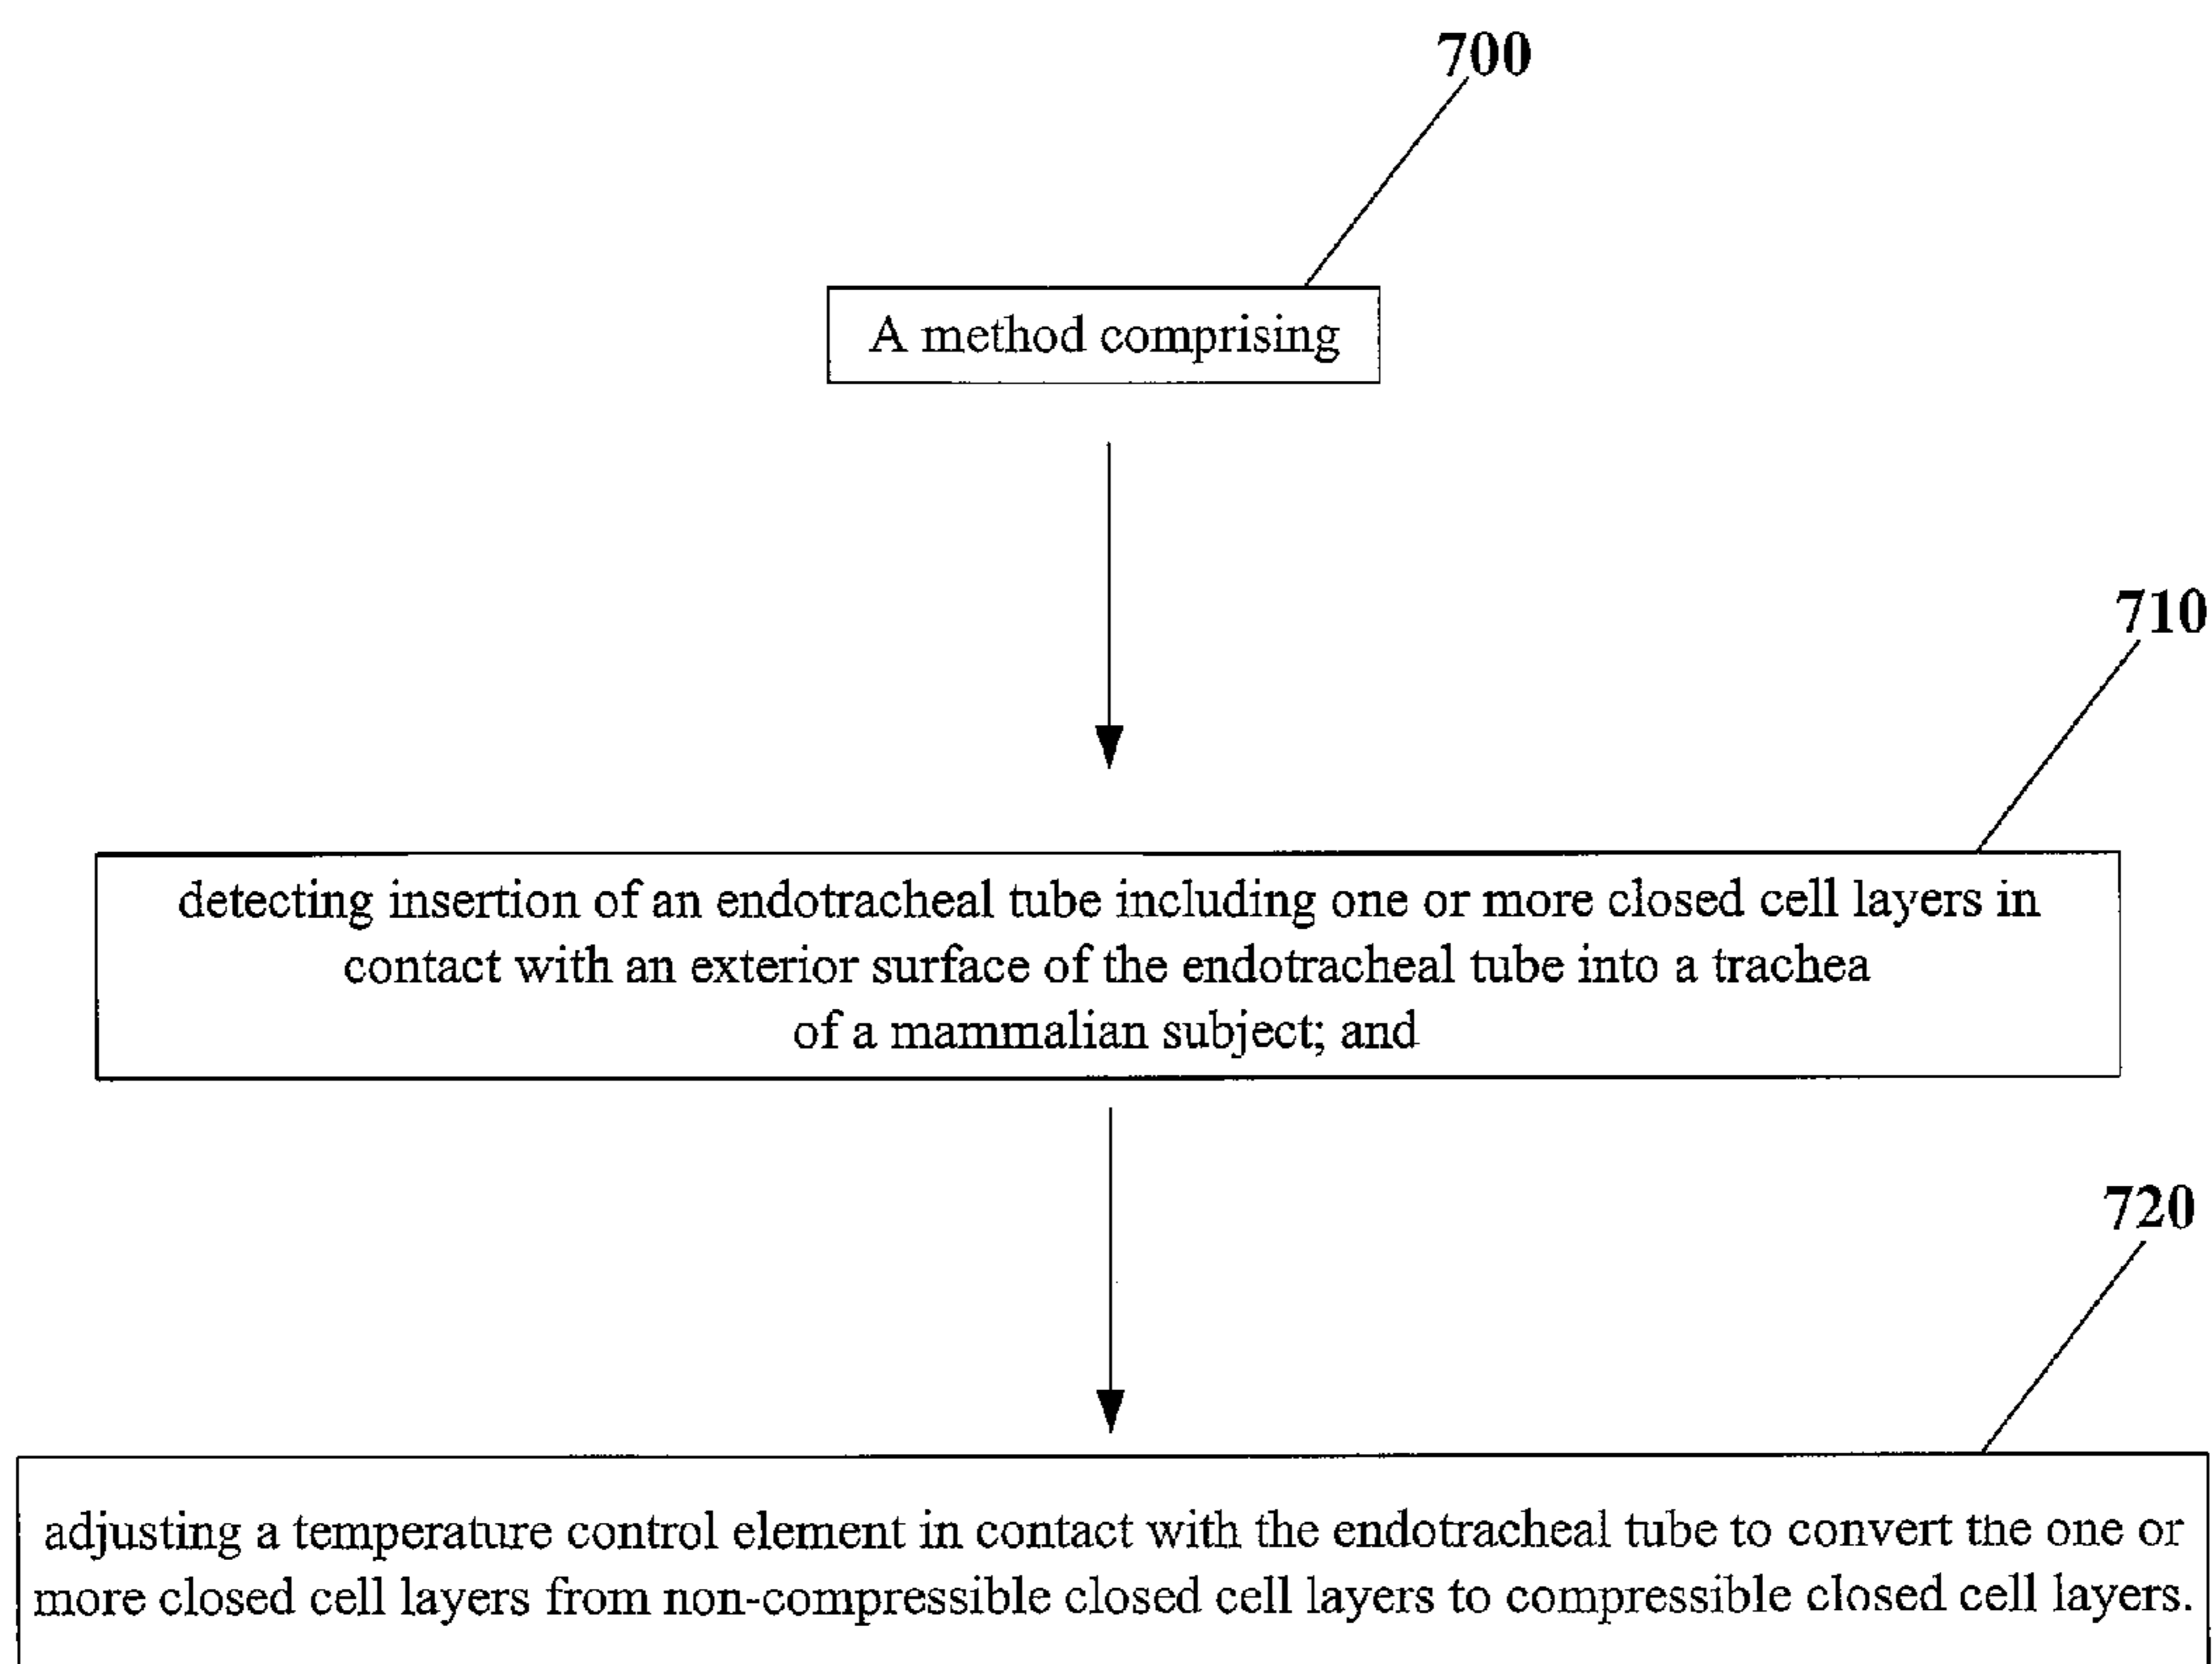 700
A method comprising
710
detecting insertion of an endotracheal tube including one or more closed cell layers in
contact with an exterior surface of the endotracheal tube into a trachea
of a mammalian subject; and
720
adjusting a temperature control element in contact with the endotracheal tube to convert the one or
more closed cell layers from non-compressible closed cell layers to compressible closed cell layers.